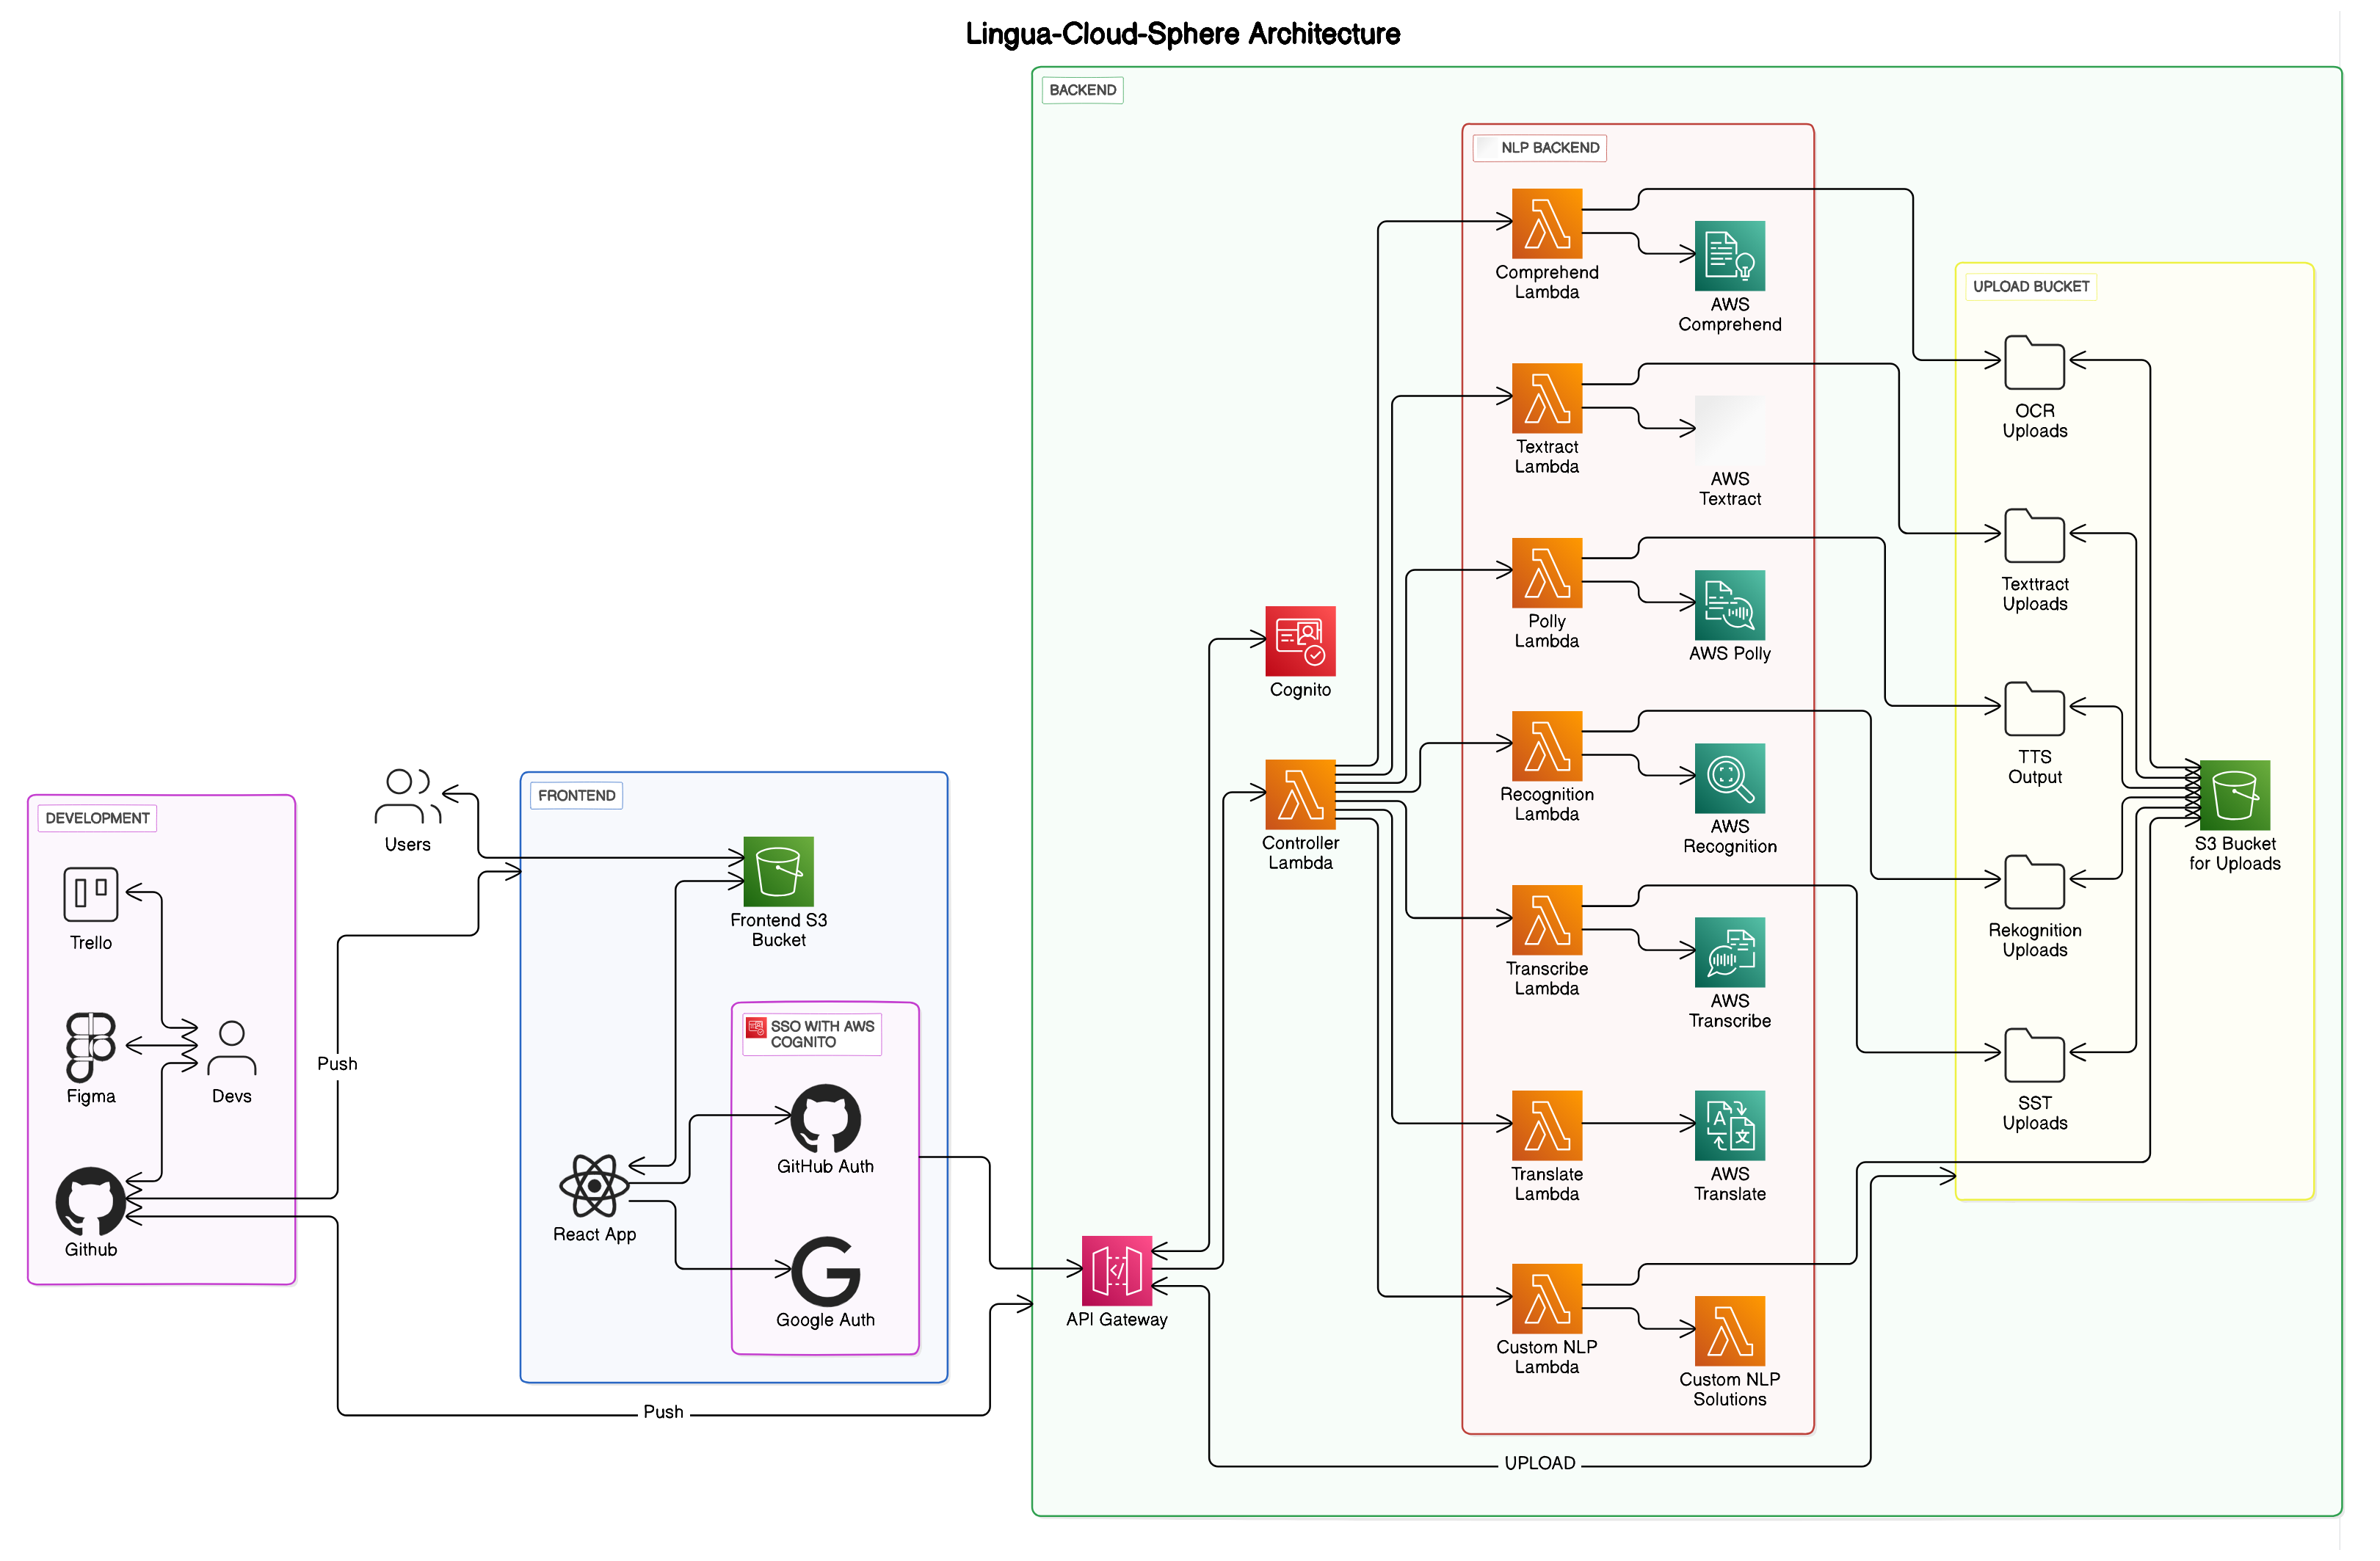 Lingua-Cloud-Sphere Architecture
BACKEND
NLP BACKEND
Comprehend
Lambda
AWS
Comprehend
Textract
Lambda
AWS
Textract
Polly
Lambda
AWS Polly
Recognition
Lambda
AWS
Recognition
Transcribe
Lambda
AWS
Transcribe
Translate
Lambda
AWS
Translate
Custom NLP
Lambda
Custom NLP
Solutions
UPLOAD BUCKET
OCR
Uploads
Texttract
Uploads
TTS
Output
Rekognition
Uploads
SST
Uploads
S3 Bucket
for Uploads
Cognito
Controller
Lambda
API Gateway
UPLOAD
Users
FRONTEND
Frontend S3
Bucket
SSO WITH AWS
COGNITO
GitHub Auth
Google Auth
React App
DEVELOPMENT
Trello
Figma
Devs
Github
Push
Push